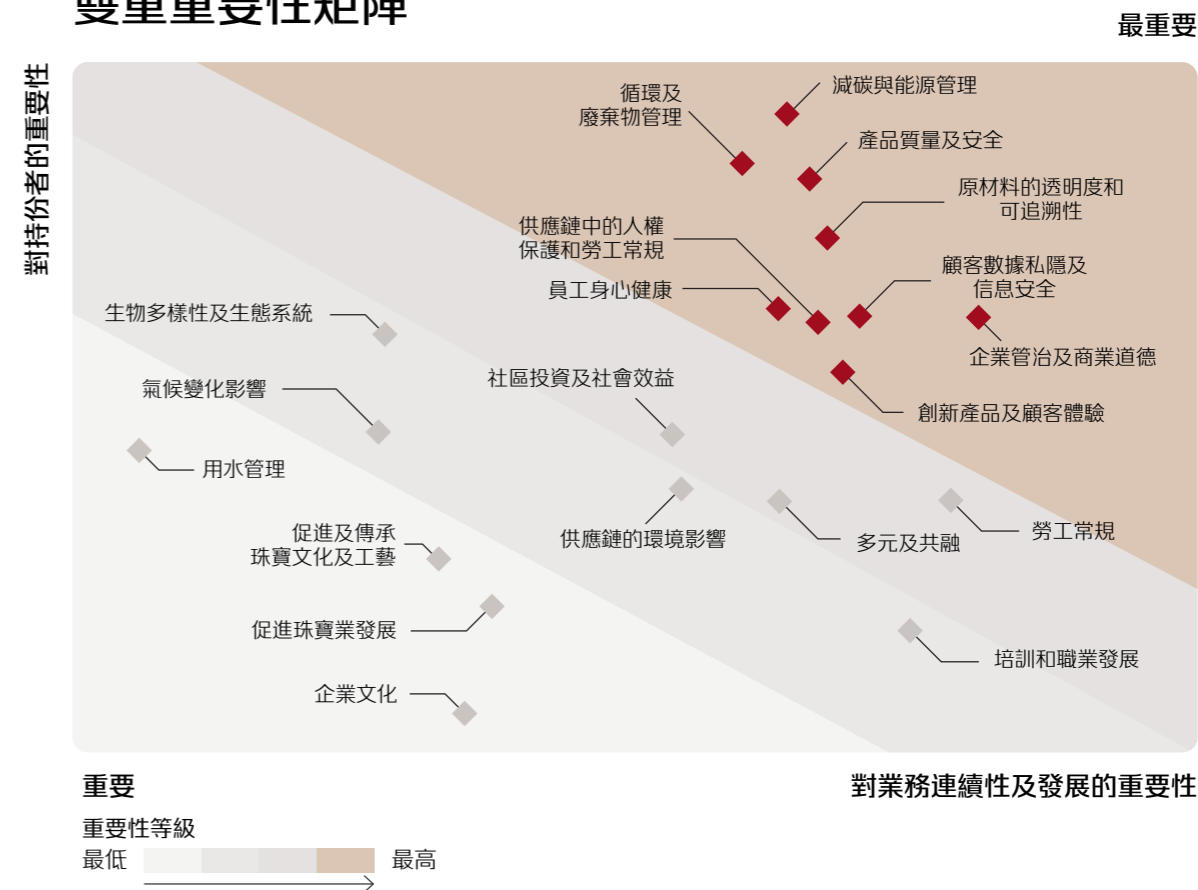 雙重重要性矩陣
最重要
對持份者的重要性
循環及
廢棄物管理
減碳與能源管理
產品質量及安全
原材料的透明度和
可追溯性
供應鏈中的人權
保護和勞工常規
員工身心健康
顧客數據私隱及
信息安全
企業管治及商業道德
創新產品及顧客體驗
生物多樣性及生態系統
氣候變化影響
社區投資及社會效益
用水管理
供應鏈的環境影響
多元及共融
勞工常規
促進及傳承
珠寶文化及工藝
促進珠寶業發展
培訓和職業發展
企業文化
重要
對業務連續性及發展的重要性
重要性等級
最低
最高